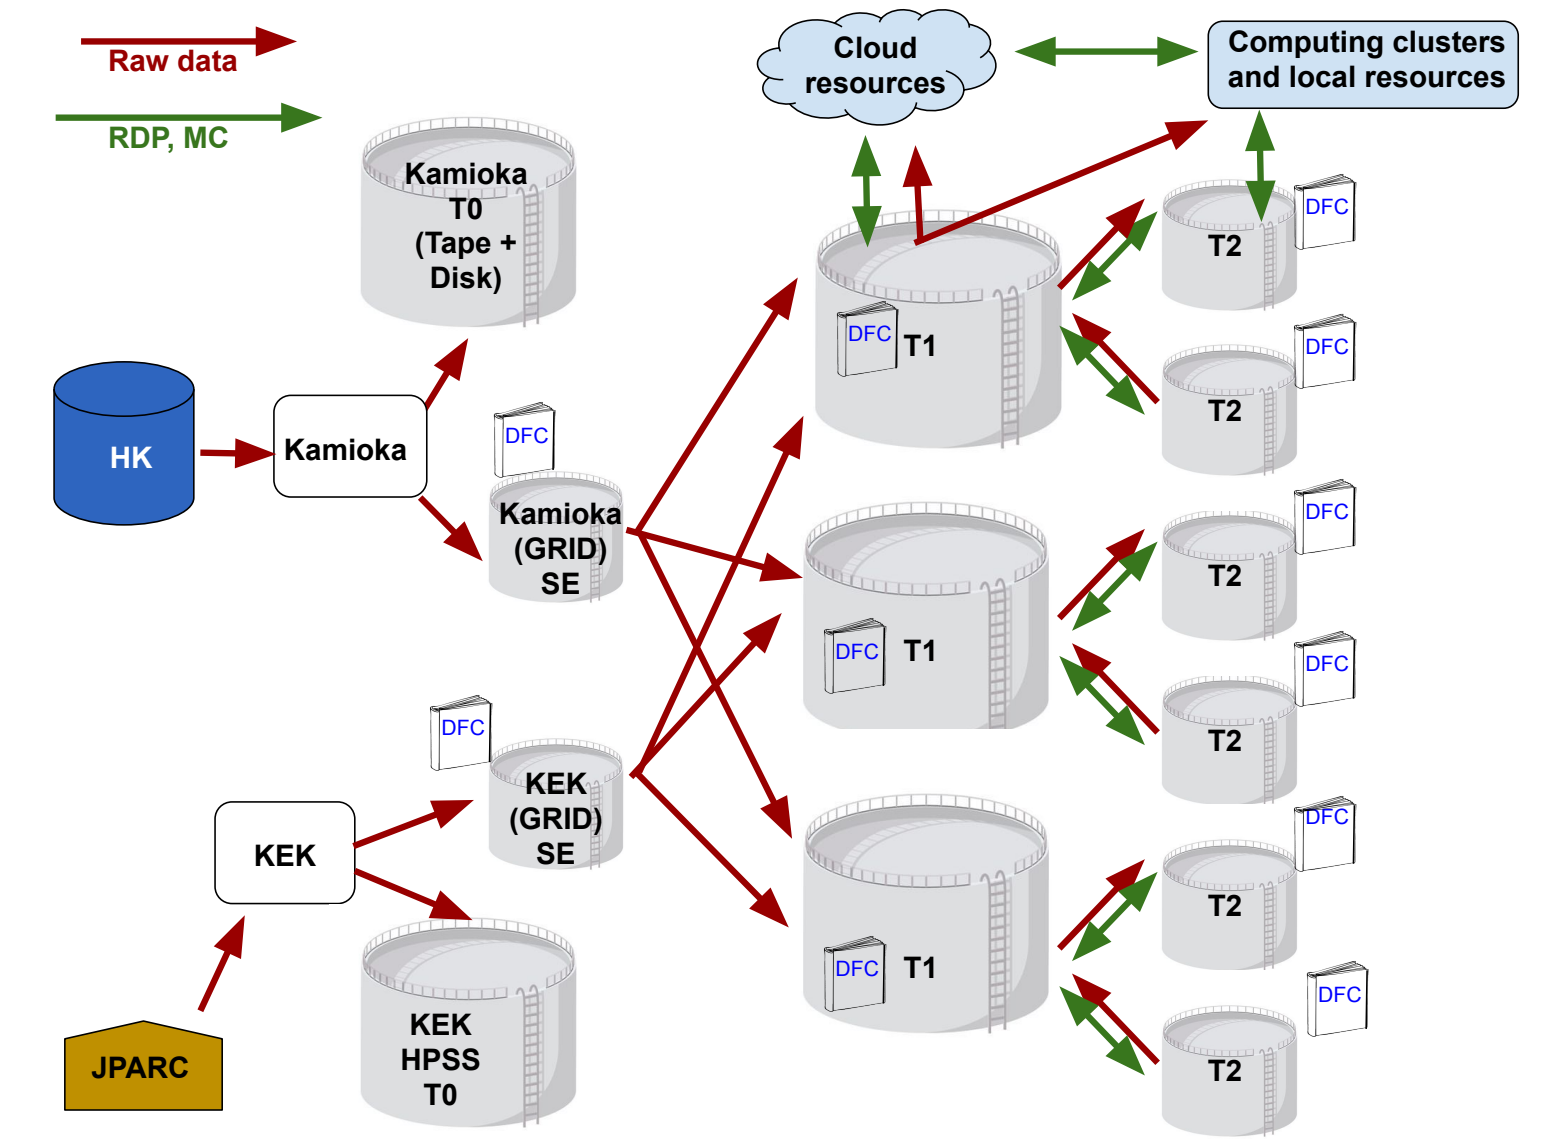 Raw data
RDP, MC
Kamioka
T0
(Tape +
Disk)
Cloud
resources
Computing clusters
and local resources
HK
Kamioka
DFC
Kamioka
(GRID)
SE
DFC
KEK
(GRID)
SE
KEK
JPARC
KEK
HPSS
T0
DFC
T1
DFC
T1
DFC
T1
DFC
T2
DFC
T2
DFC
T2
DFC
T2
DFC
T2
DFC
T2